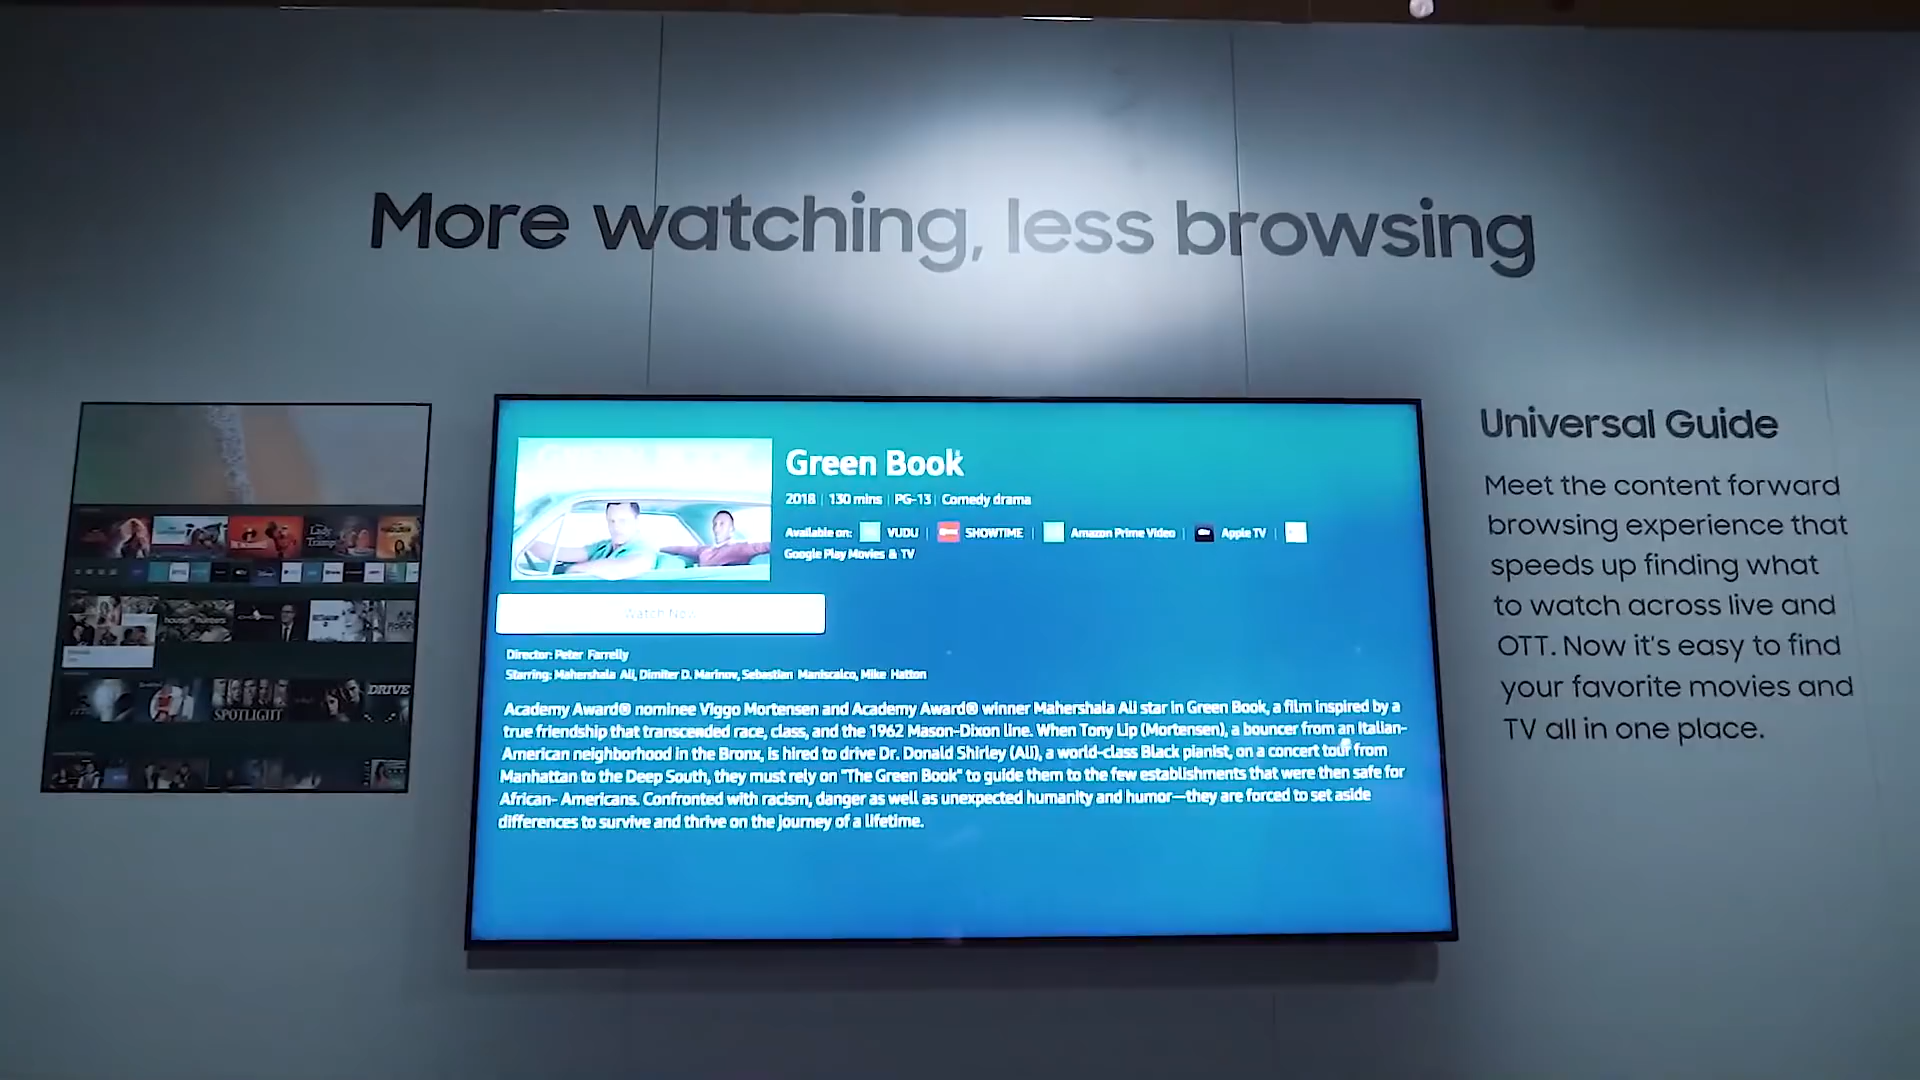 More watching, less browsing
Green Book
2018 | 130 mins | PG-13 | Comedy drama
Available on: VUDU | SHOWTIME | Amazon Prime Video | Apple TV |
Google Play Movies & TV
Watch Now
Director: Peter Farrelly
Starring: Mahershala Ali, Dimiter D. Marinov, Sebastian Maniscalco, Mike Hatton
Academy Award® nominee Viggo Mortensen and Academy Award® winner Mahershala Ali star in Green Book, a film inspired by a
true friendship that transcended race, class, and the 1962 Mason-Dixon line. When Tony Lip (Mortensen), a bouncer from an Italian-
American neighborhood in the Bronx, is hired to drive Dr. Donald Shirley (Ali), a world-class Black pianist, on a concert tour from
Manhattan to the Deep South, they must rely on "The Green Book" to guide them to the few establishments that were then safe for
African- Americans. Confronted with racism, danger as well as unexpected humanity and humor—they are forced to set aside
differences to survive and thrive on the journey of a lifetime.
Universal Guide
Meet the content forward
browsing experience that
speeds up finding what
to watch across live and
OTT. Now it's easy to find
your favorite movies and
TV all in one place.
Lady
Tramp
house hunters
SPOTLIGHT
DRIVE